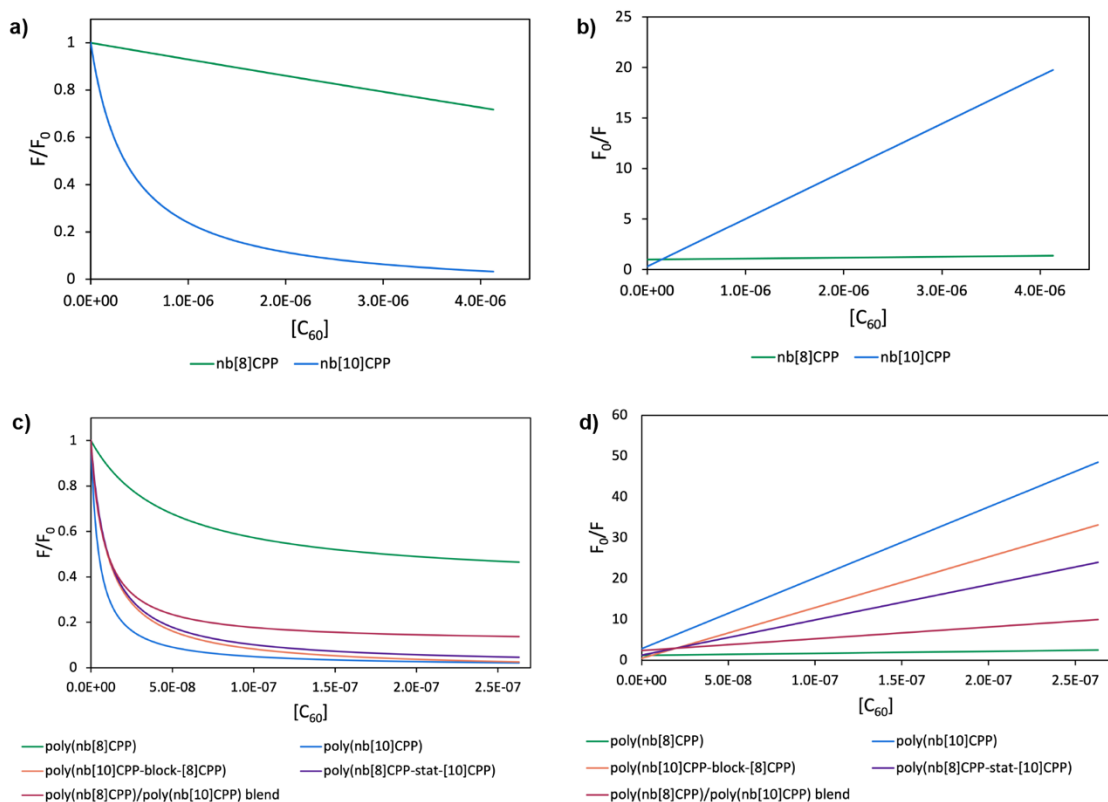 a)
1
0.8
0.6
0.4
0.2
0
F/F0
0.0E+00 1.0E-06 2.0E-06 3.0E-06 4.0E-06
[C60]
nb[8]CPP nb[10]CPP
b)
25
20
15
10
5
0
F0/F
0.0E+00 1.0E-06 2.0E-06 3.0E-06 4.0E-06
[C60]
nb[8]CPP nb[10]CPP
c)
1
0.8
0.6
0.4
0.2
0
F/F0
0.0E+00 5.0E-08 1.0E-07 1.5E-07 2.0E-07 2.5E-07
[C60]
poly(nb[8]CPP) poly(nb[10]CPP)
poly(nb[10]CPP-block-[8]CPP) poly(nb[8]CPP-stat-[10]CPP)
poly(nb[8]CPP)/poly(nb[10]CPP) blend
d)
60
50
40
30
20
10
0
F0/F
0.0E+00 5.0E-08 1.0E-07 1.5E-07 2.0E-07 2.5E-07
[C60]
poly(nb[8]CPP) poly(nb[10]CPP)
poly(nb[10]CPP-block-[8]CPP) poly(nb[8]CPP-stat-[10]CPP)
poly(nb[8]CPP)/poly(nb[10]CPP) blend